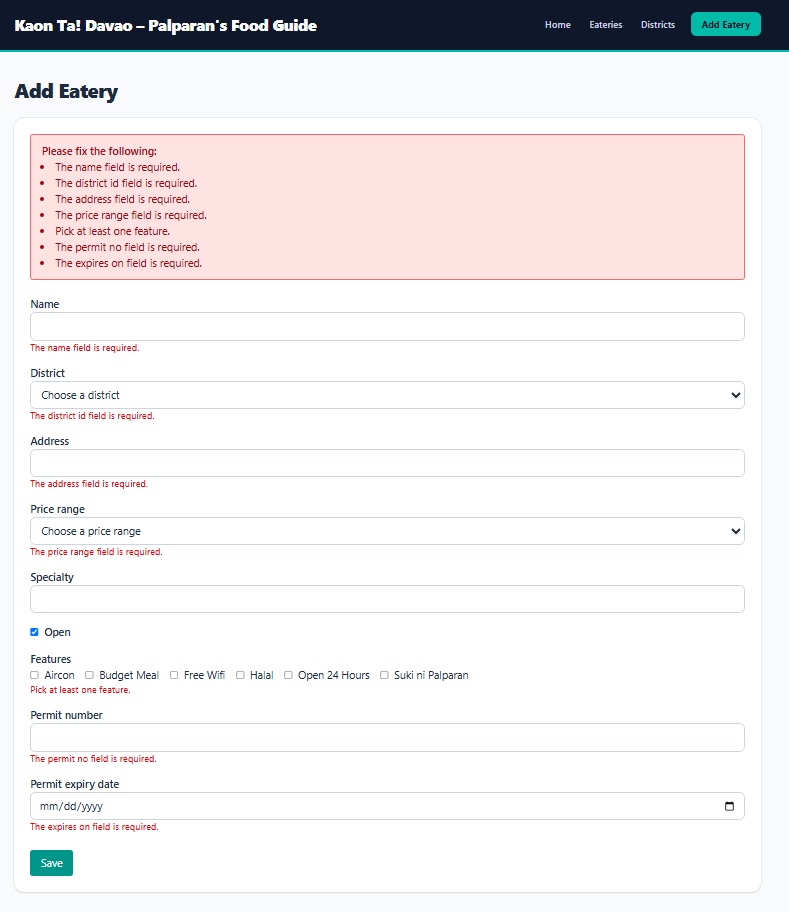 Kaon Ta! Davao – Palparan's Food Guide
Home Eateries Districts Add Eatery
Add Eatery
Please fix the following:
• The name field is required.
• The district id field is required.
• The address field is required.
• The price range field is required.
• Pick at least one feature.
• The permit no field is required.
• The expires on field is required.
Name
The name field is required.
District
Choose a district
The district id field is required.
Address
The address field is required.
Price range
Choose a price range
The price range field is required.
Specialty
Open
Features
Aircon Budget Meal Free Wifi Halal Open 24 Hours Suki ni Palparan
Pick at least one feature.
Permit number
The permit no field is required.
Permit expiry date
mm/dd/yyyy
The expires on field is required.
Save